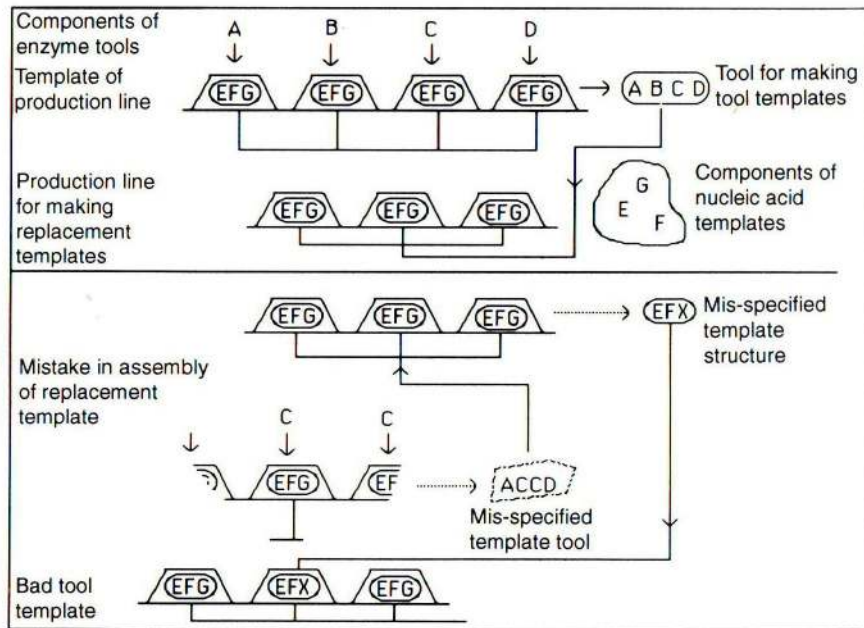 Components of
enzyme tools
A B C D
Template of
production line
EFG EFG EFG EFG
A B C D
Tool for making
tool templates
Production line
for making
replacement
templates
EFG EFG EFG
G
E
F
Components of
nucleic acid
templates
EFG EFG EFG
EFX
Mis-specified
template
structure
Mistake in assembly
of replacement
template
C C
EFG EF
ACCD
Mis-specified
template tool
Bad tool
template
EFG EFX EFG